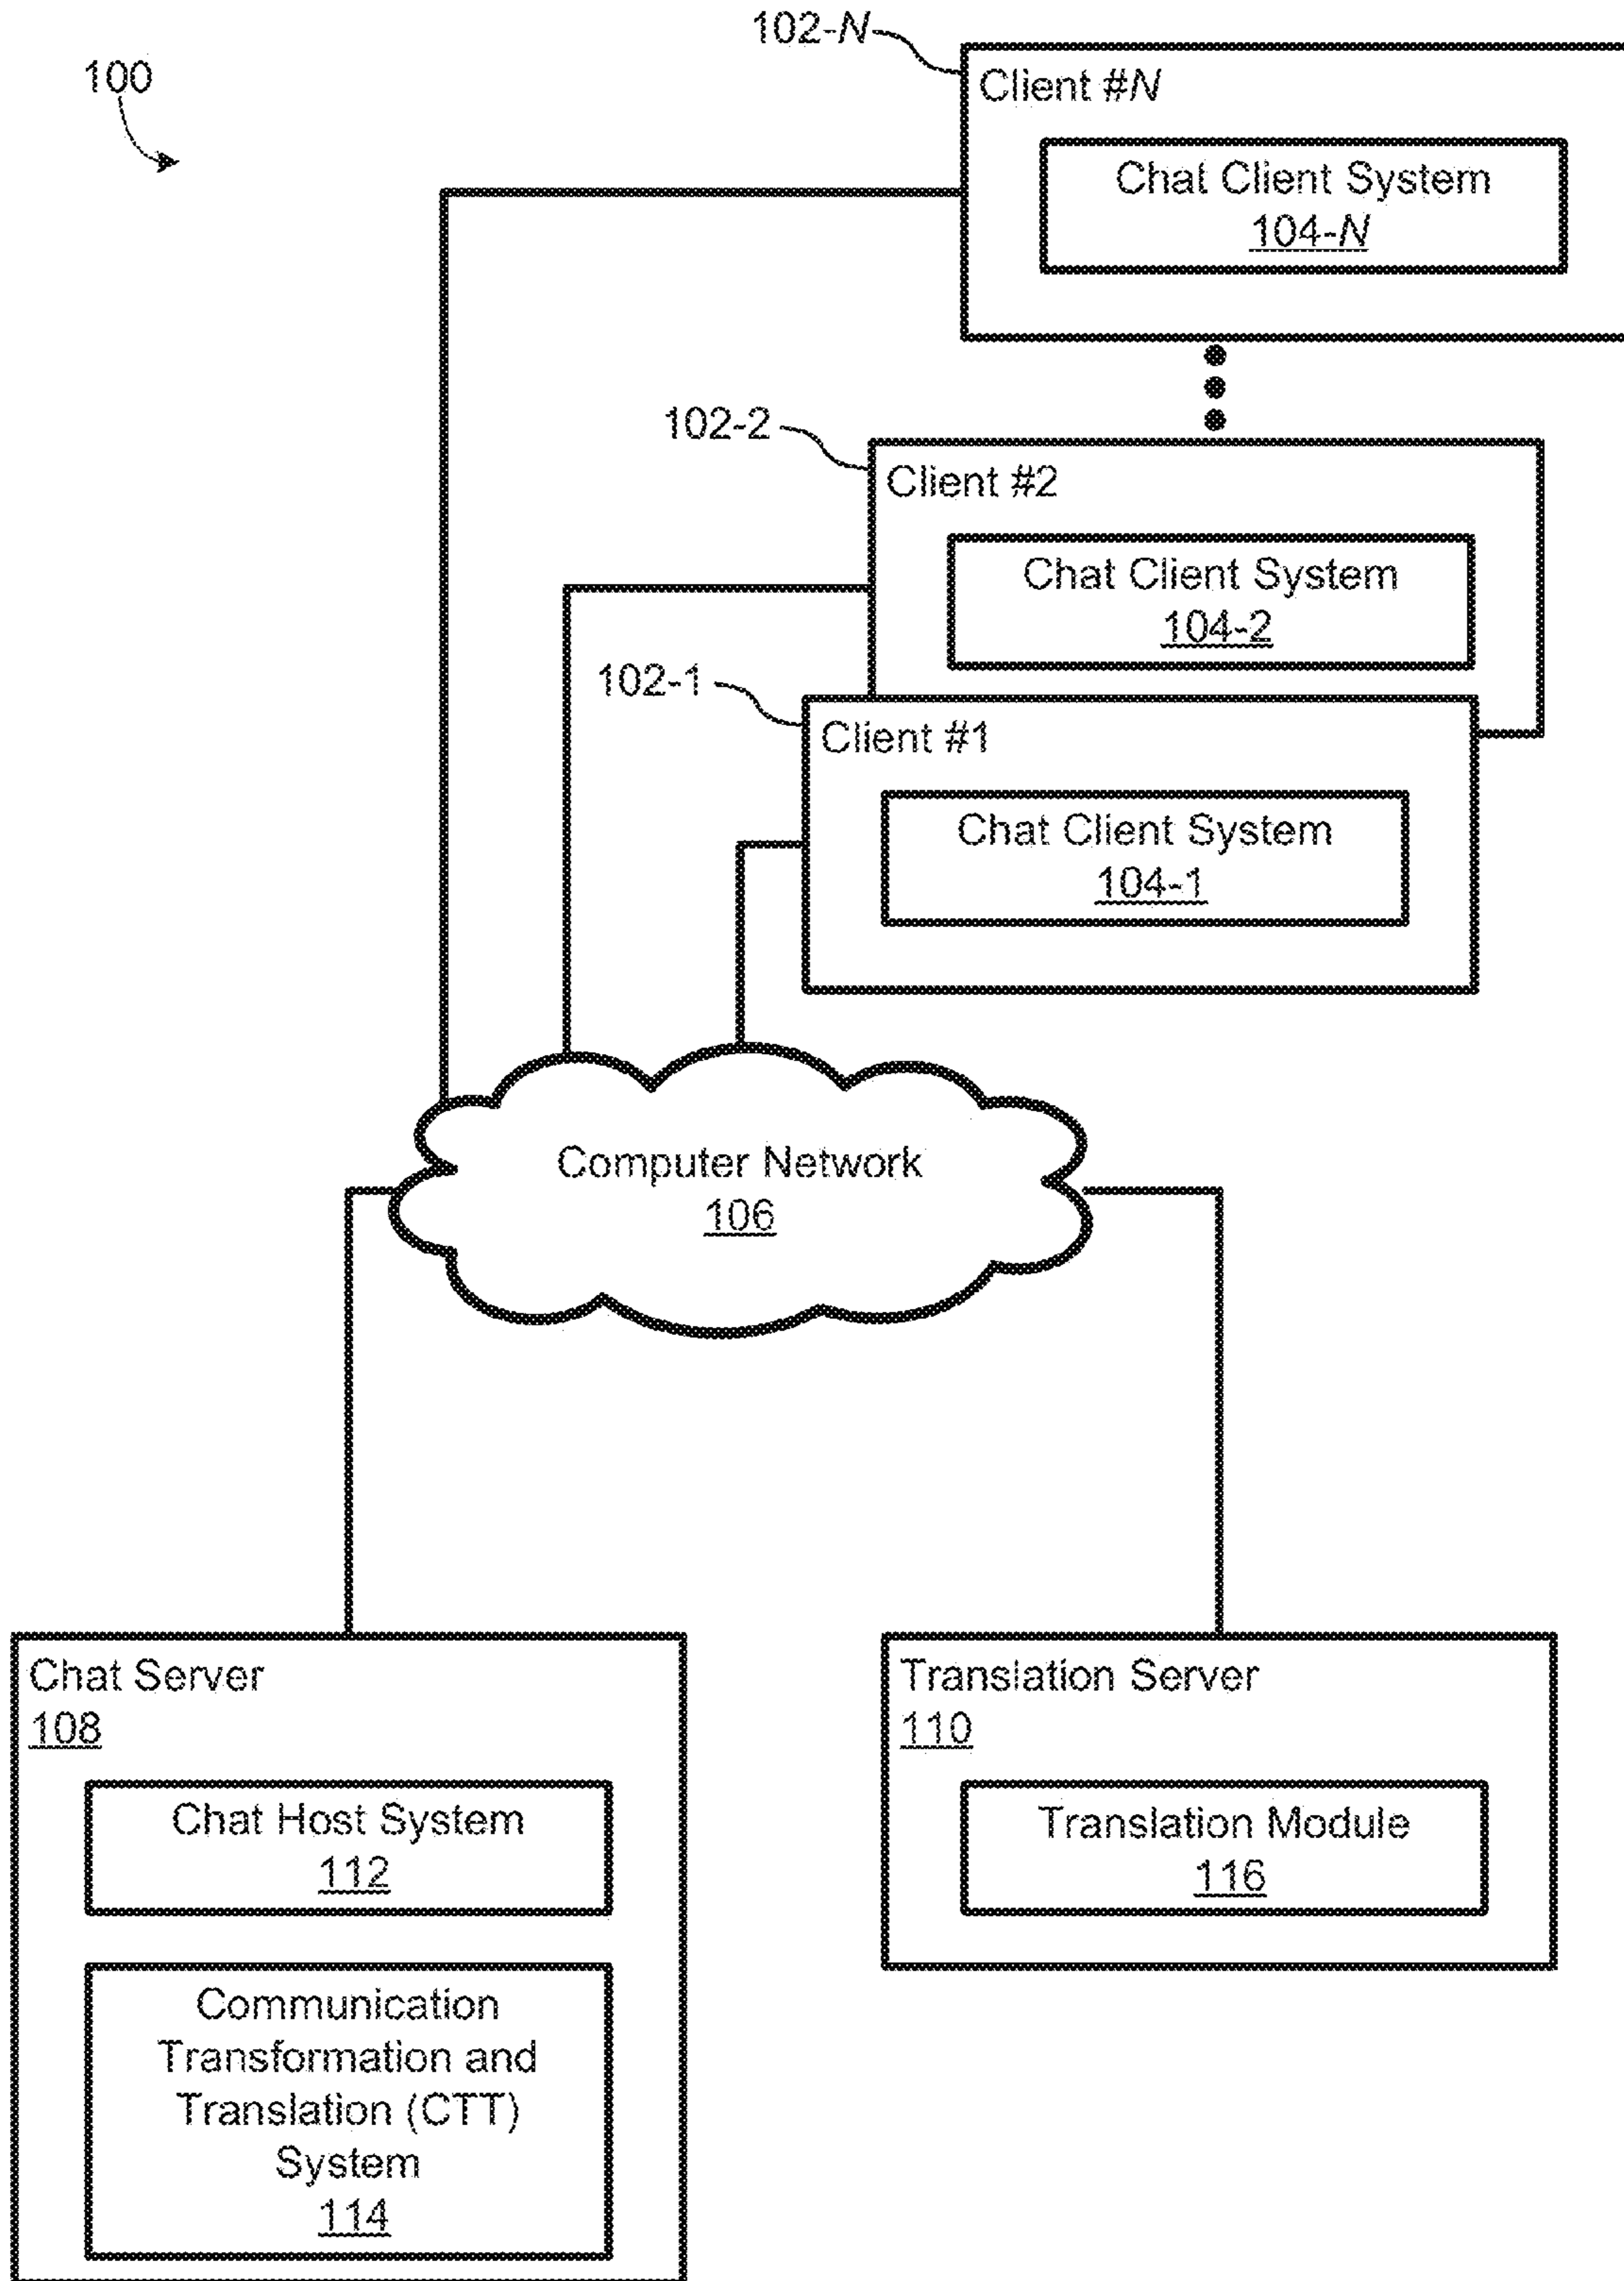 100
102-N
Client #N
Chat Client System
104-N
102-2
Client #2
Chat Client System
104-2
102-1
Client #1
Chat Client System
104-1
Computer Network
106
Chat Server
108
Chat Host System
112
Communication
Transformation and
Translation (CTT)
System
114
Translation Server
110
Translation Module
116